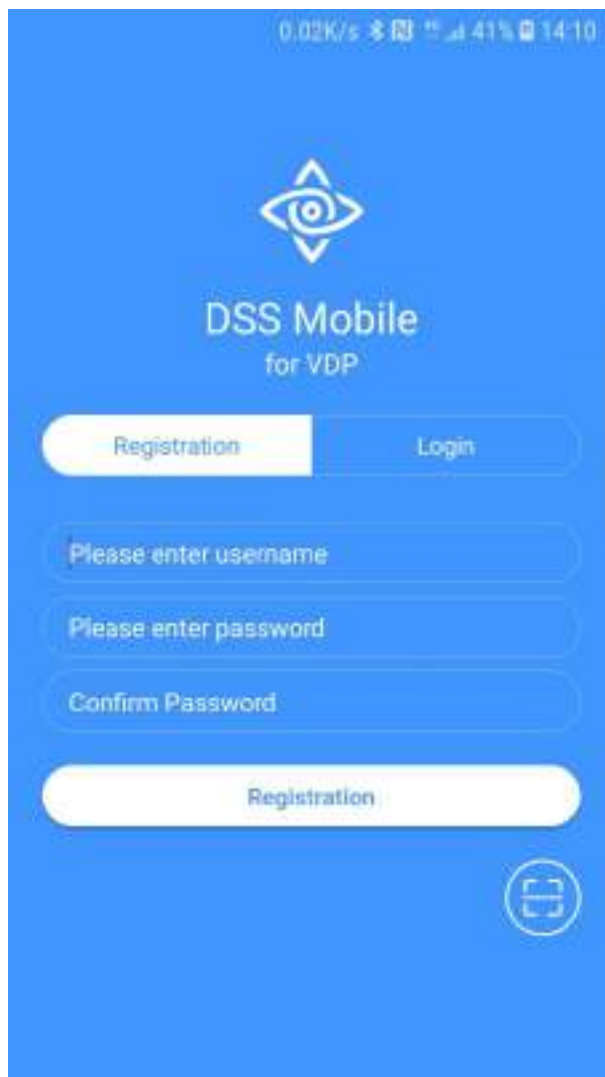 0.02K/s 41% 14:10
DSS Mobile
for VDP
Registration Login
Please enter username
Please enter password
Confirm Password
Registration